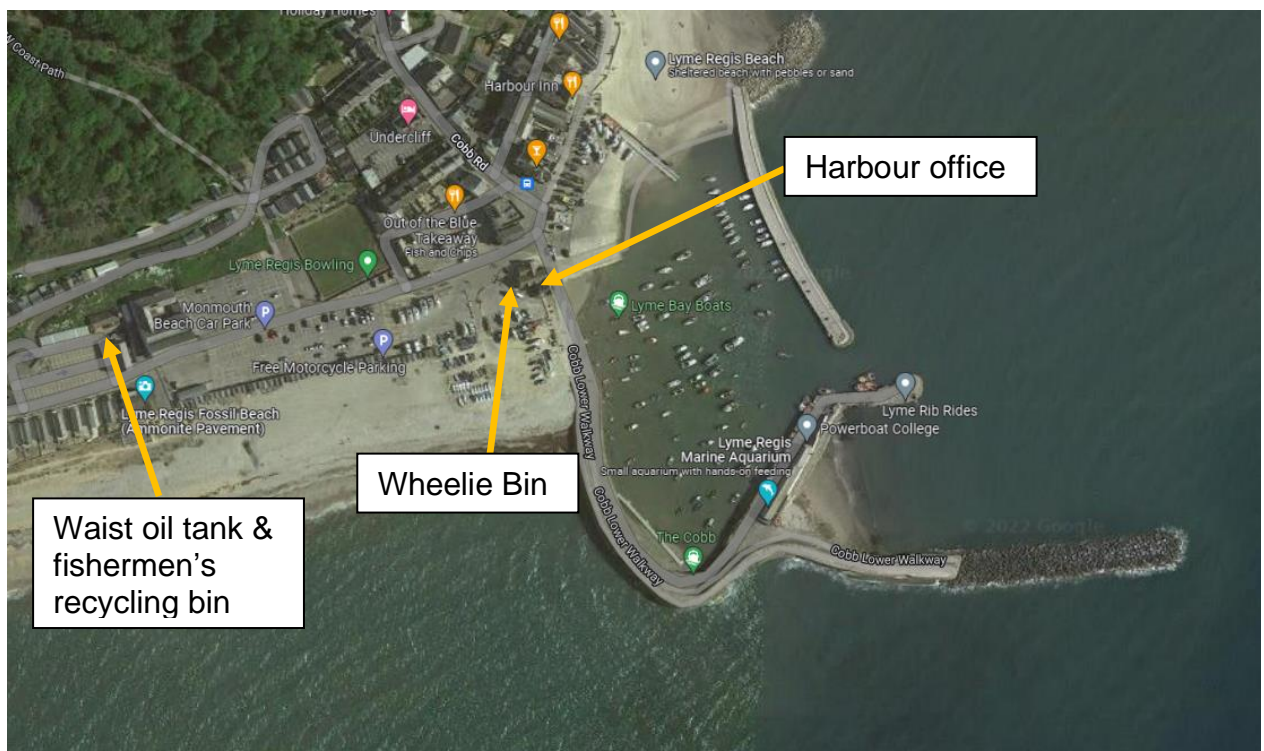 Holiday Homes
W Coast Path
Lyme Regis Beach
Sheltered beach with pebbles or sand
Harbour Inn
Undercliff
Cobb Rd
Harbour office
Out of the Blue
Takeaway
Fish and Chips
Lyme Regis Bowling
Monmouth
Beach Car Park
Lyme Bay Boats
Free Motorcycle Parking
Cobb Lower Walkway
Lyme Regis Fossil Beach
(Ammonite Pavement)
Lyme Rib Rides
Powerboat College
Lyme Regis
Marine Aquarium
Small aquarium with hands-on feeding
Wheelie Bin
Cobb Lower Walkway
Waist oil tank &
fishermen's
recycling bin
The Cobb
Cobb Lower Walkway
© 2022 Google